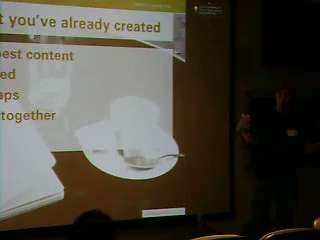 t you've already created
est content
ed
aps
together